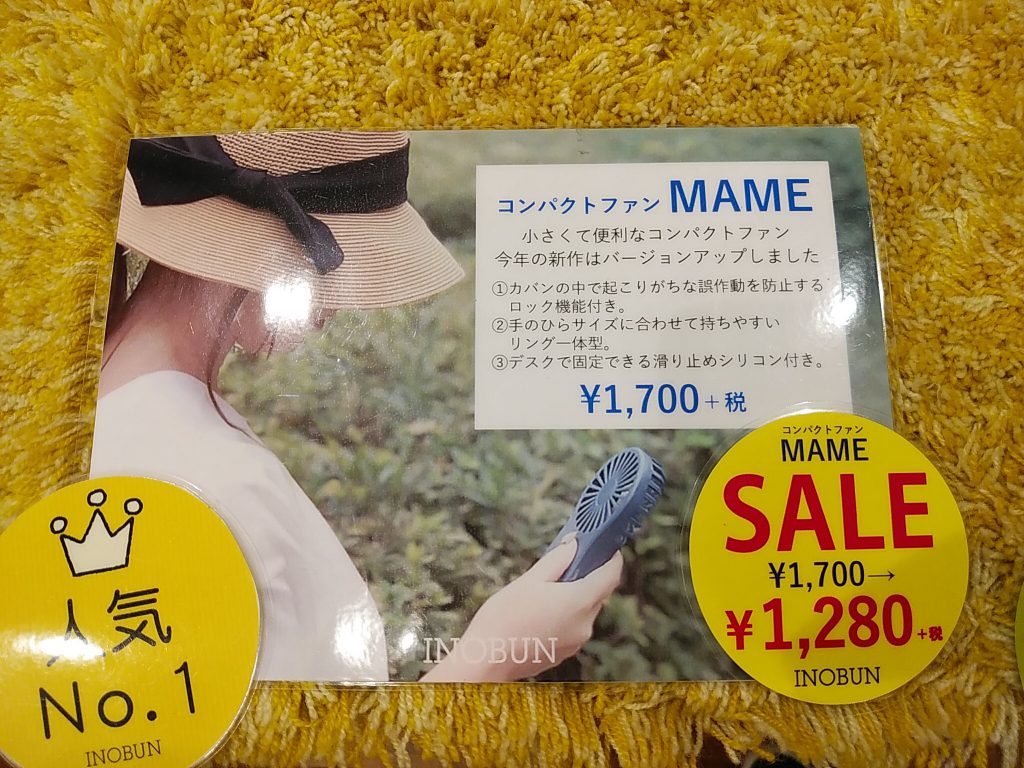 コンパクトファン MAME
小さくて便利なコンパクトファン
今年の新作はバージョンアップしました
①カバンの中で起こりがちな誤作動を防止する
ロック機能付き。
②手のひらサイズに合わせて持ちやすい
リング一体型。
③デスクで固定できる滑り止めシリコン付き。
¥1,700+税
INOBUN
コンパクトファン
MAME
SALE
¥1,700→
¥1,280+税
INOBUN
人気
No.1
INOBUN